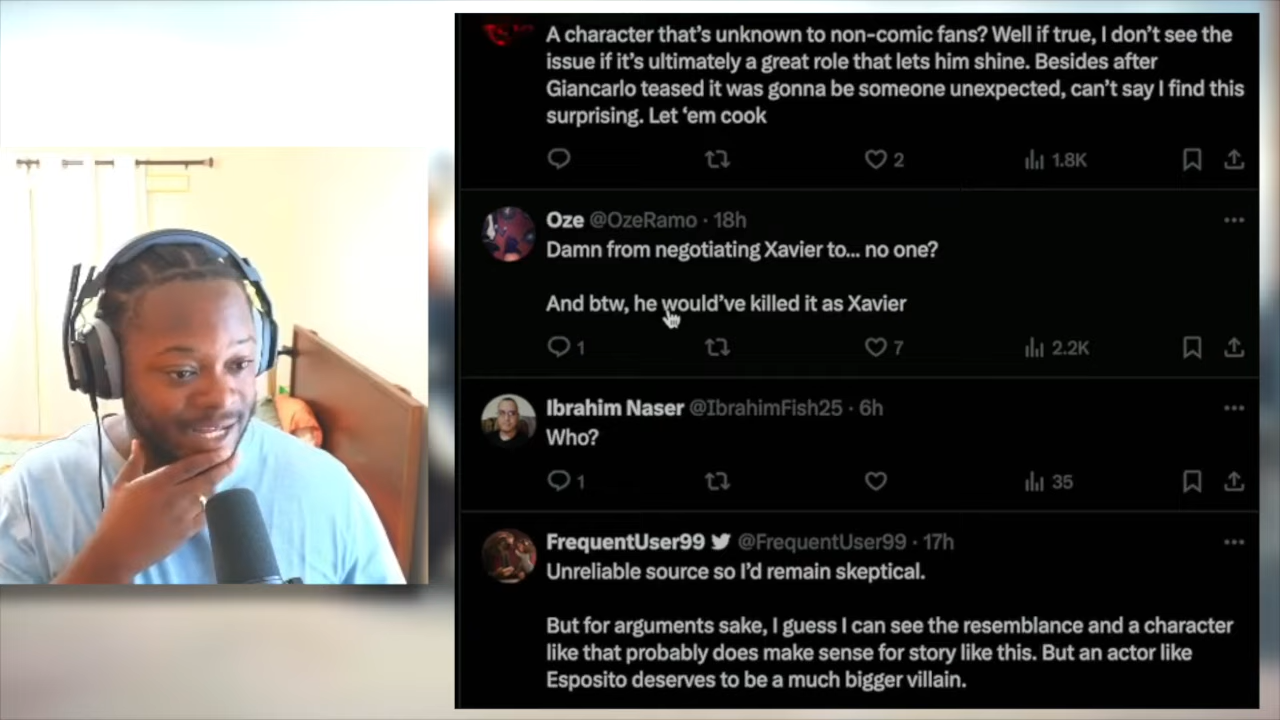 A character that's unknown to non-comic fans? Well if true, I don't see the
issue if it's ultimately a great role that lets him shine. Besides after
Giancarlo teased it was gonna be someone unexpected, can't say I find this
surprising. Let 'em cook
2 1.8K
Oze @OzeRamo · 18h
Damn from negotiating Xavier to... no one?
And btw, he would've killed it as Xavier
1 7 2.2K
Ibrahim Naser @IbrahimFish25 · 6h
Who?
1 35
FrequentUser99 @FrequentUser99 · 17h
Unreliable source so I'd remain skeptical.
But for arguments sake, I guess I can see the resemblance and a character
like that probably does make sense for story like this. But an actor like
Esposito deserves to be a much bigger villain.